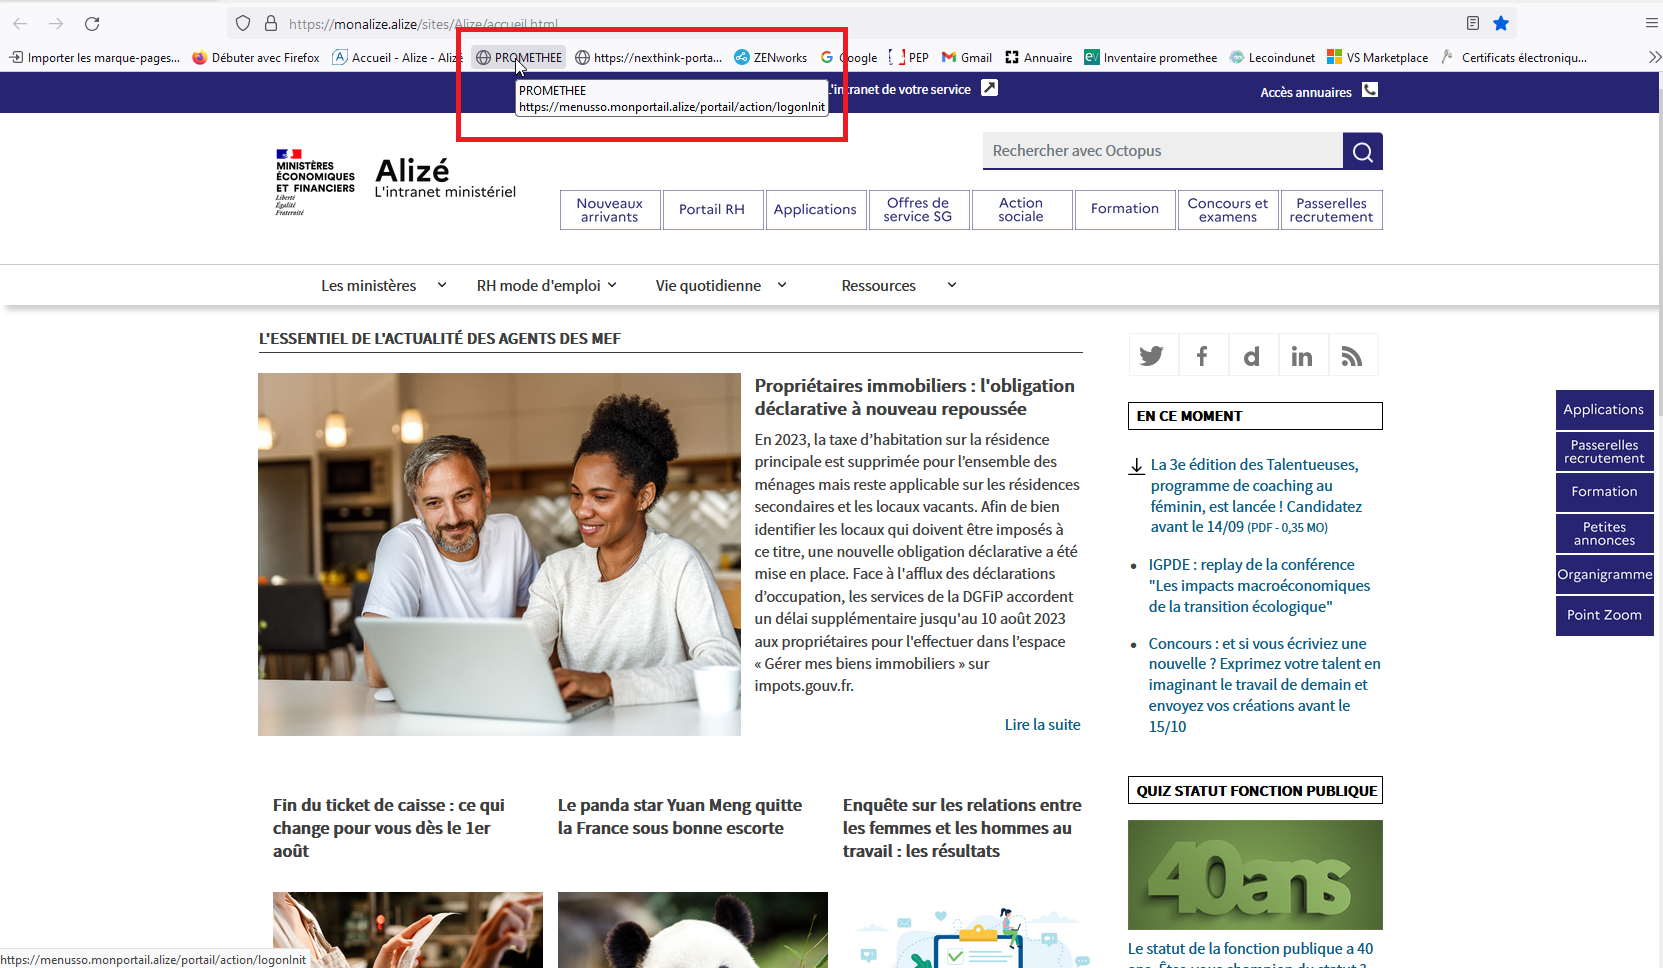 https://monalize.alize/sites/Alize/accueil.html
Importer les marque-pages...
Débuter avec Firefox
Accueil - Alize - Alizé
PROMETHEE
https://nexthink-porta...
ZENworks
Google
PEP
Gmail
Annuaire
Inventaire promethee
Lecoindunet
VS Marketplace
Certificats électroniqu...
PROMETHEE
https://menusso.monportail.alize/portail/action/logonInit
L'intranet de votre service
Accès annuaires
MINISTÈRES
ÉCONOMIQUES
ET FINANCIERS
Liberté
Égalité
Fraternité
Alizé
L'intranet ministériel
Rechercher avec Octopus
Nouveaux
arrivants
Portail RH
Applications
Offres de
service SG
Action
sociale
Formation
Concours et
examens
Passerelles
recrutement
Les ministères
RH mode d'emploi
Vie quotidienne
Ressources
L'ESSENTIEL DE L'ACTUALITÉ DES AGENTS DES MEF
Propriétaires immobiliers : l'obligation
déclarative à nouveau repoussée
En 2023, la taxe d’habitation sur la résidence
principale est supprimée pour l’ensemble des
ménages mais reste applicable sur les résidences
secondaires et les locaux vacants. Afin de bien
identifier les locaux qui doivent être imposés à
ce titre, une nouvelle obligation déclarative a été
mise en place. Face à l'afflux des déclarations
d’occupation, les services de la DGFiP accordent
un délai supplémentaire jusqu'au 10 août 2023
aux propriétaires pour l'effectuer dans l’espace
« Gérer mes biens immobiliers » sur
impots.gouv.fr.
Lire la suite
EN CE MOMENT
La 3e édition des Talentueuses,
programme de coaching au
féminin, est lancée ! Candidatez
avant le 14/09 (PDF - 0,35 MO)
IGPDE : replay de la conférence
"Les impacts macroéconomiques
de la transition écologique"
Concours : et si vous écriviez une
nouvelle ? Exprimez votre talent en
imaginant le travail de demain et
envoyez vos créations avant le
15/10
Applications
Passerelles
recrutement
Formation
Petites
annonces
Organigramme
Point Zoom
Fin du ticket de caisse : ce qui
change pour vous dès le 1er
août
Le panda star Yuan Meng quitte
la France sous bonne escorte
Enquête sur les relations entre
les femmes et les hommes au
travail : les résultats
QUIZ STATUT FONCTION PUBLIQUE
40ans
Le statut de la fonction publique a 40
ans. Êtes-vous champion du statut ?
https://menusso.monportail.alize/portail/action/logonInit